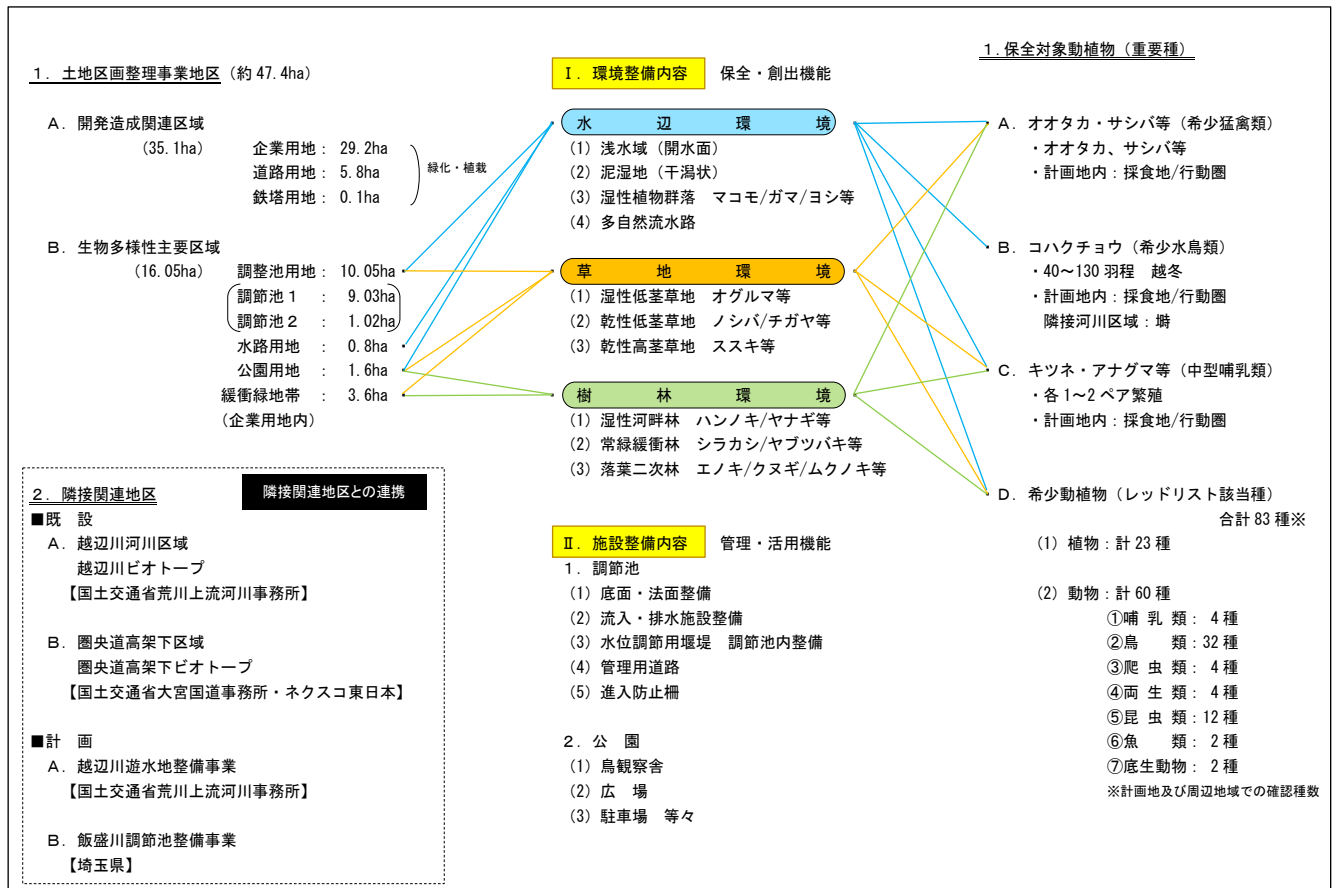 １．土地区画整理事業地区（約47.4ha）
Ａ．開発造成関連区域
(35.1ha)
企業用地：29.2ha
道路用地：5.8ha
鉄塔用地：0.1ha
緑化・植栽
Ｂ．生物多様性主要区域
(16.05ha)
調整池用地：10.05ha
調節池１　：　9.03ha
調節池２　：　1.02ha
水路用地　：　0.8ha
公園用地　：　1.6ha
緩衝緑地帯　：　3.6ha
(企業用地内)
２．隣接関連地区
隣接関連地区との連携
■既　設
Ａ．越辺川河川区域
越辺川ビオトープ
【国土交通省荒川上流河川事務所】
Ｂ．圏央道高架下区域
圏央道高架下ビオトープ
【国土交通省大宮国道事務所・ネクスコ東日本】
■計　画
Ａ．越辺川遊水地整備事業
【国土交通省荒川上流河川事務所】
Ｂ．飯盛川調節池整備事業
【埼玉県】
Ⅰ．環境整備内容　保全・創出機能
水　辺　環　境
(1) 浅水域（開水面）
(2) 泥湿地（干潟状）
(3) 湿性植物群落　マコモ/ガマ/ヨシ等
(4) 多自然流水路
草　地　環　境
(1) 湿性低茎草地　オグルマ等
(2) 乾性低茎草地　ノシバ/チガヤ等
(3) 乾性高茎草地　ススキ等
樹　林　環　境
(1) 湿性河畔林　ハンノキ/ヤナギ等
(2) 常緑緩衝林　シラカシ/ヤブツバキ等
(3) 落葉二次林　エノキ/クヌギ/ムクノキ等
Ⅱ．施設整備内容　管理・活用機能
１．調節池
(1) 底面・法面整備
(2) 流入・排水施設整備
(3) 水位調節用堰堤　調節池内整備
(4) 管理用道路
(5) 進入防止柵
２．公　園
(1) 鳥観察舎
(2) 広　場
(3) 駐車場　等々
１．保全対象動植物（重要種）
Ａ．オオタカ・サシバ等（希少猛禽類）
・オオタカ、サシバ等
・計画地内：採食地/行動圏
Ｂ．コハクチョウ（希少水鳥類）
・40～130羽程　越冬
・計画地内：採食地/行動圏
隣接河川区域：塒
Ｃ．キツネ・アナグマ等（中型哺乳類）
・各1～2ペア繁殖
・計画地内：採食地/行動圏
Ｄ．希少動植物（レッドリスト該当種）
合計83種※
(1) 植物：計23種
(2) 動物：計60種
①哺 乳 類： 4種
②鳥　　類：32種
③爬 虫 類： 4種
④両 生 類： 4種
⑤昆 虫 類：12種
⑥魚　　類： 2種
⑦底生動物： 2種
※計画地及び周辺地域での確認種数